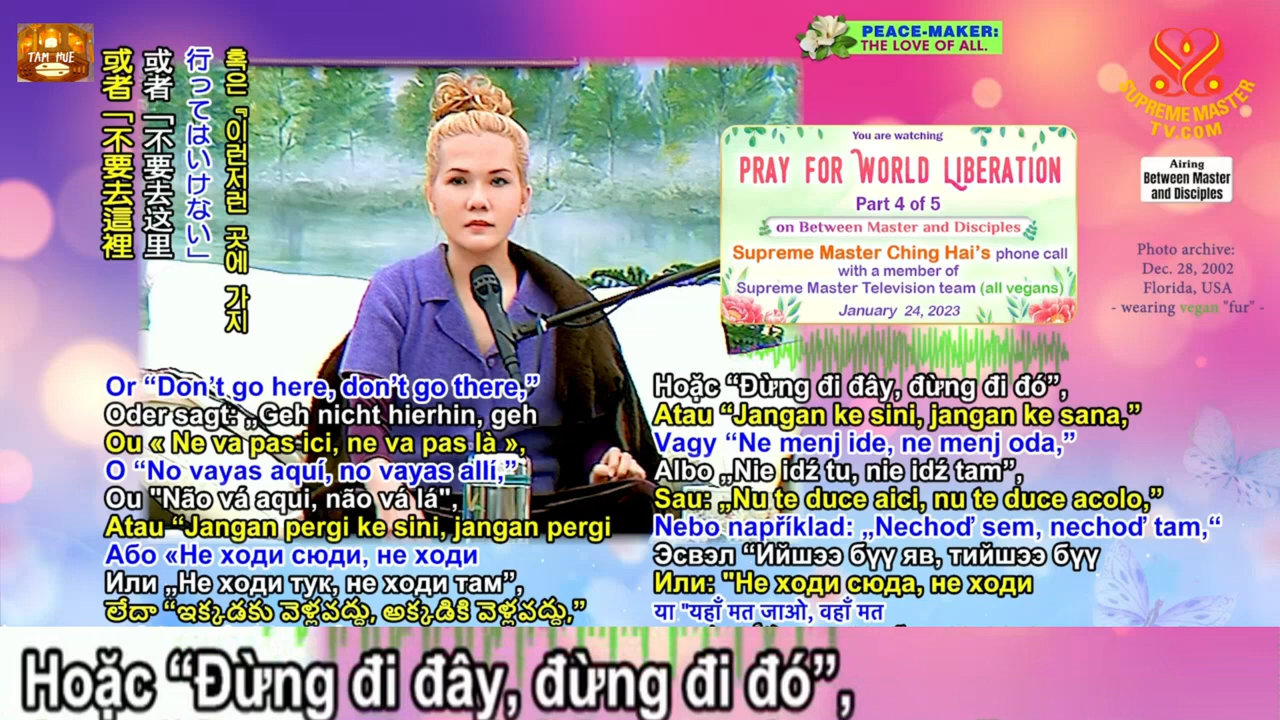 TAM HUE
PEACE-MAKER:
THE LOVE OF ALL.
SUPREME MASTER
TV.COM
혹은 『이런저런 곳에 가지
行ってはいけない」
或者「不要去这里
或者「不要去這裡
You are watching
PRAY FOR WORLD LIBERATION
Part 4 of 5
on Between Master and Disciples
Supreme Master Ching Hai’s phone call
with a member of
Supreme Master Television team (all vegans)
January 24, 2023
Airing
Between Master
and Disciples
Photo archive:
Dec. 28, 2002
Florida, USA
- wearing vegan "fur" -
Or “Don’t go here, don’t go there,”
Oder sagt: „Geh nicht hierhin, geh
Ou « Ne va pas ici, ne va pas là »,
O “No vayas aquí, no vayas allí,”
Ou "Não vá aqui, não vá lá",
Atau “Jangan pergi ke sini, jangan pergi
Або «Не ходи сюди, не ходи
Или „Не ходи тук, не ходи там”,
లేదా “ఇక్కడకు వెళ్లవద్దు, అక్కడికి వెళ్లవద్దు,”
Hoặc “Đừng đi đây, đừng đi đó”,
Atau “Jangan ke sini, jangan ke sana,”
Vagy “Ne menj ide, ne menj oda,”
Albo „Nie idź tu, nie idź tam”,
Sau: „Nu te duce aici, nu te duce acolo,”
Nebo například: „Nechoď sem, nechoď tam,“
Эсвэл “Ийшээ бүү яв, тийшээ бүү
Или: "Не ходи сюда, не ходи
या "यहाँ मत जाओ, वहाँ मत
Hoặc “Đừng đi đây, đừng đi đó”,